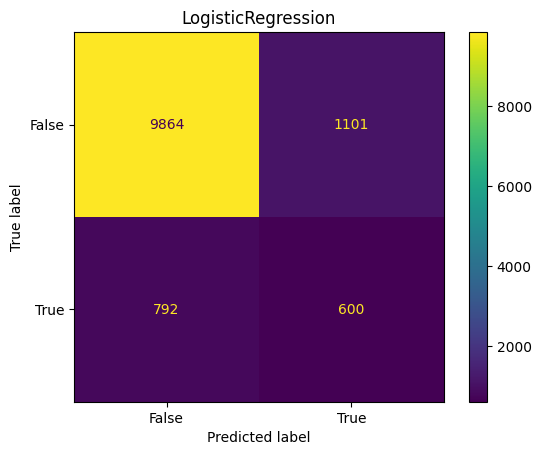 LogisticRegression
True label
False
9864
1101
True
792
600
False
True
Predicted label
8000
6000
4000
2000